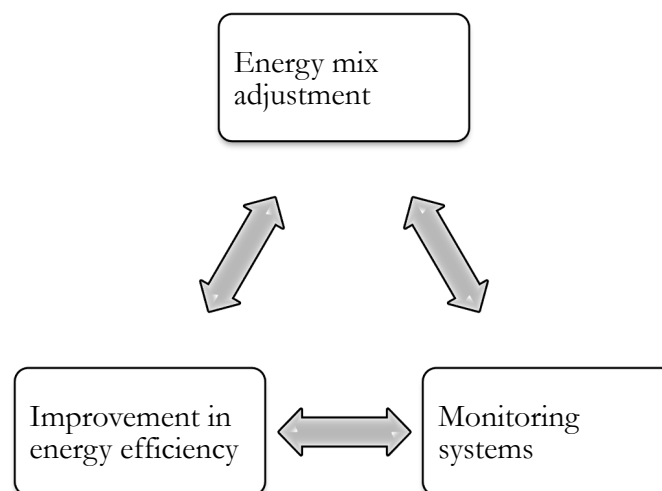 Energy mix
adjustment
Improvement in
energy efficiency
Monitoring
systems